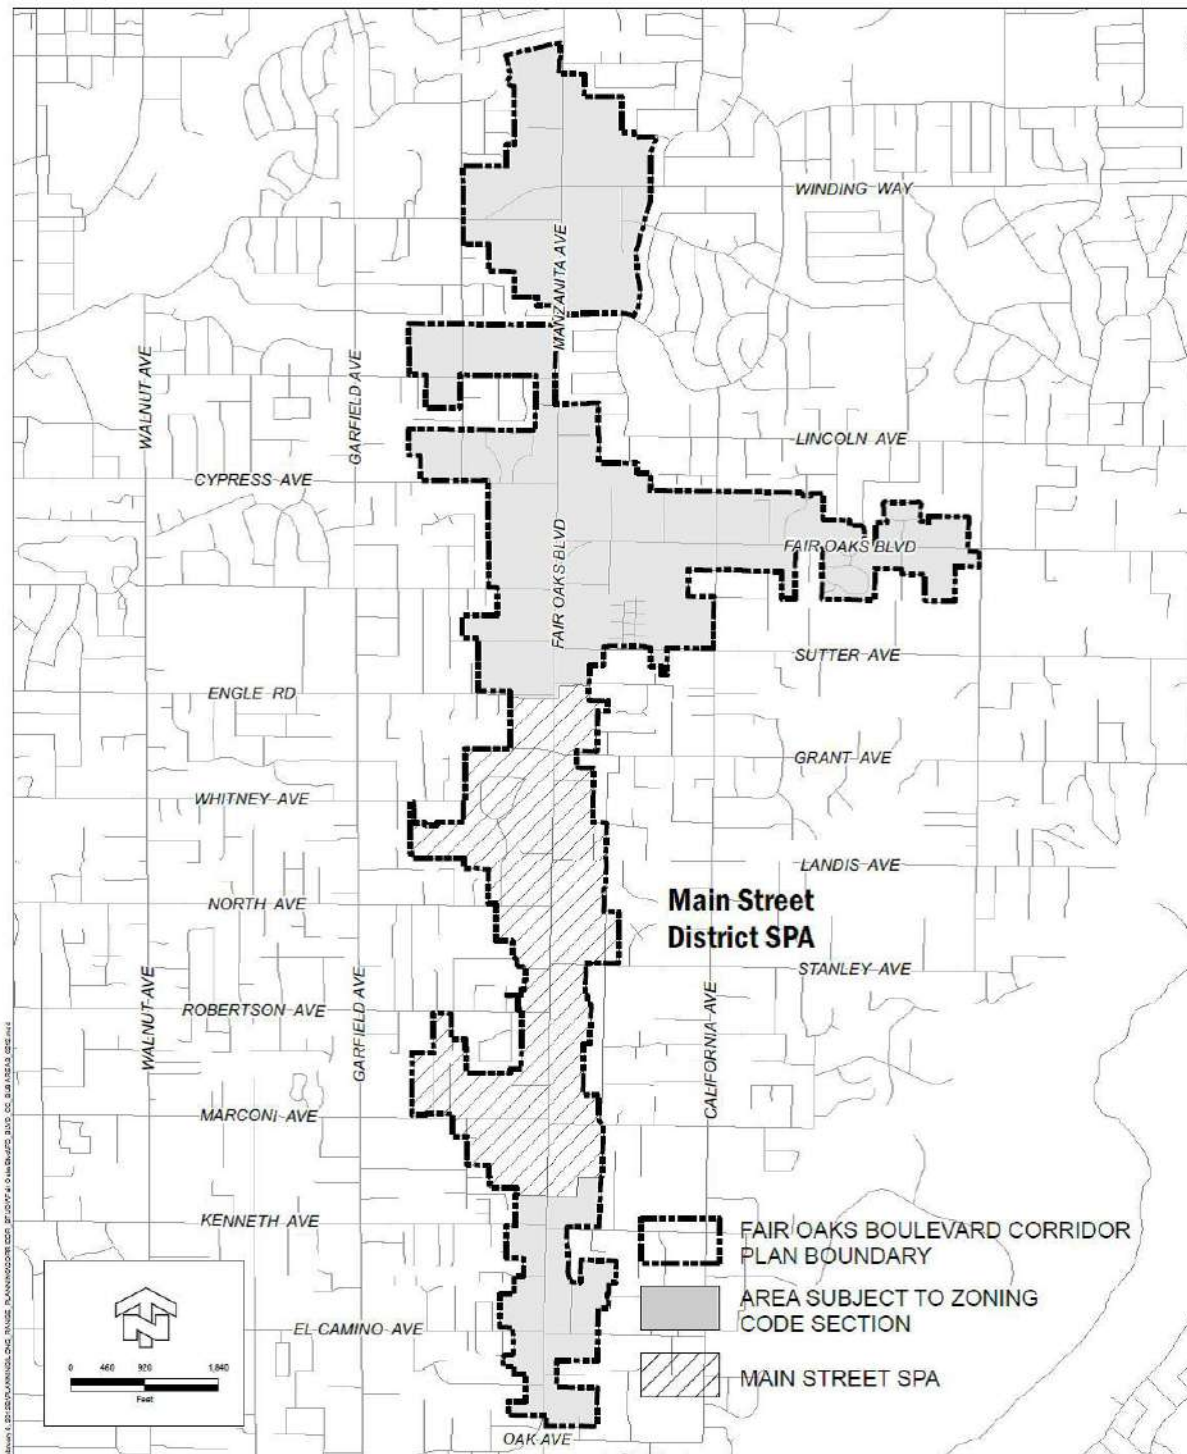 WINDING WAY
MANZANITA AVE
WALNUT AVE
GARFIELD AVE
LINCOLN AVE
CYPRESS AVE
FAIR OAKS BLVD
FAIR OAKS BLVD
SUTTER AVE
ENGLE RD
GRANT AVE
WHITNEY AVE
LANDIS AVE
NORTH AVE
Main Street
District SPA
STANLEY AVE
WALNUT AVE
GARFIELD AVE
ROBERTSON AVE
CALIFORNIA AVE
MARCONI AVE
KENNETH AVE
FAIR OAKS BOULEVARD CORRIDOR
PLAN BOUNDARY
AREA SUBJECT TO ZONING
CODE SECTION
EL CAMINO AVE
MAIN STREET SPA
N
0 460 920 1,840
Feet
OAK AVE